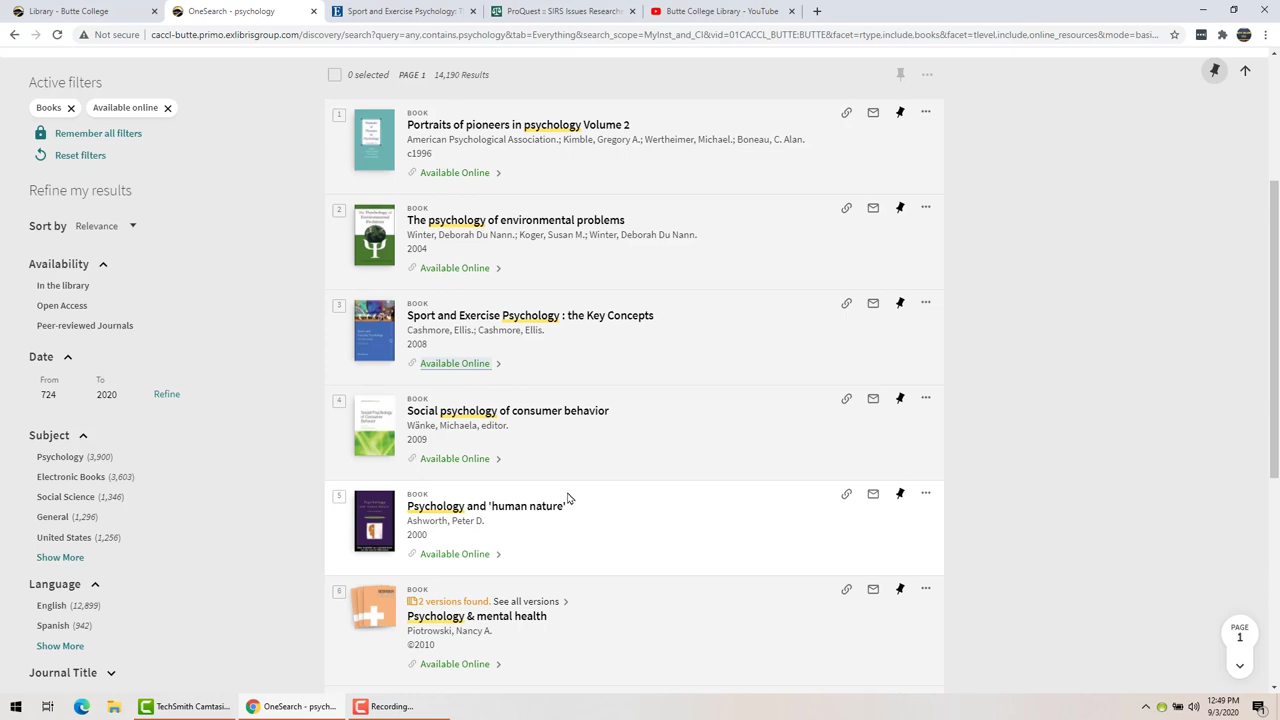 Library - Butte College
OneSearch - psychology
Sport and Exercise Psychology: T
ProQuest :: SIRS Issues Research
Butte College Library - YouTube
Not secure
caccl-butte.primo.exlibrisgroup.com/discovery/search?query=any,contains,psychology&tab=Everything&search_scope=MyInst_and_CI&vid=01CACCL_BUTTE:BUTTE&facet=rtype,include,books&facet=tlevel,include,online_resources&mode=basi...
Active filters
Books
Available online
Remember all filters
Reset filters
Refine my results
Sort by Relevance
Availability
In the library
Open Access
Peer-reviewed Journals
Date
From To
724 2020 Refine
Subject
Psychology (3,900)
Electronic Books (3,603)
Social Science (1,346)
General (1,296)
United States (1,256)
Show More
Language
English (12,899)
Spanish (942)
Show More
Journal Title
0 selected PAGE 1 14,190 Results
1
BOOK
Portraits of pioneers in psychology Volume 2
American Psychological Association.; Kimble, Gregory A.; Wertheimer, Michael.; Boneau, C. Alan.
c1996
Available Online
2
BOOK
The psychology of environmental problems
Winter, Deborah Du Nann.; Koger, Susan M.; Winter, Deborah Du Nann.
2004
Available Online
3
BOOK
Sport and Exercise Psychology : the Key Concepts
Cashmore, Ellis.; Cashmore, Ellis.
2008
Available Online
4
BOOK
Social psychology of consumer behavior
Wänke, Michaela, editor.
2009
Available Online
5
BOOK
Psychology and 'human nature'
Ashworth, Peter D.
2000
Available Online
6
BOOK
2 versions found. See all versions
Psychology & mental health
Piotrowski, Nancy A.
©2010
Available Online
PAGE
1
TechSmith Camtasi...
OneSearch - psych...
Recording...
12:49 PM
9/3/2020